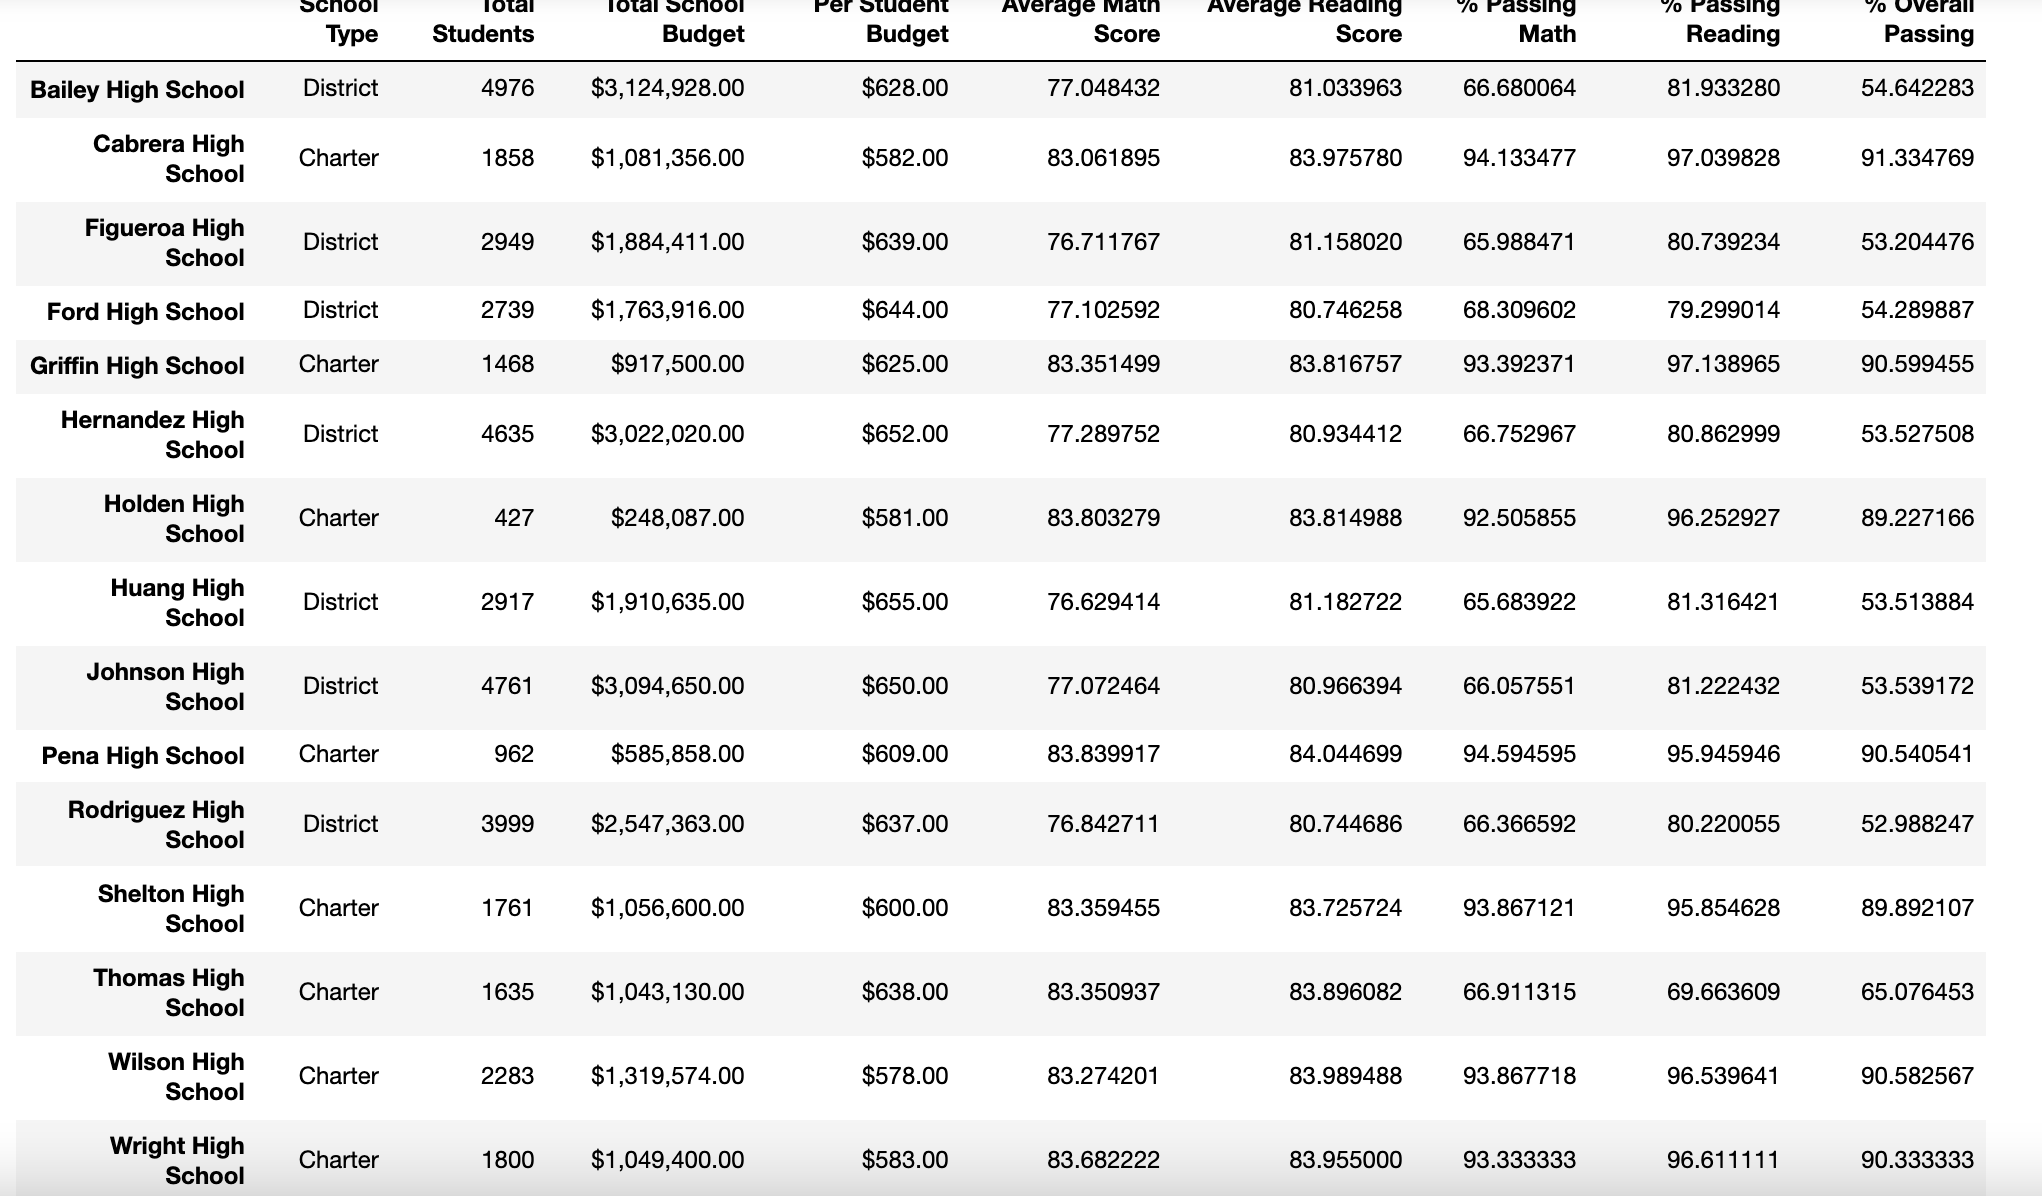 School Total Total School Per Student Average Math Average Reading % Passing % Passing % Overall
Type Students Budget Budget Score Score Math Reading Passing
Bailey High School District 4976 $3,124,928.00 $628.00 77.048432 81.033963 66.680064 81.933280 54.642283
Cabrera High
School Charter 1858 $1,081,356.00 $582.00 83.061895 83.975780 94.133477 97.039828 91.334769
Figueroa High
School District 2949 $1,884,411.00 $639.00 76.711767 81.158020 65.988471 80.739234 53.204476
Ford High School District 2739 $1,763,916.00 $644.00 77.102592 80.746258 68.309602 79.299014 54.289887
Griffin High School Charter 1468 $917,500.00 $625.00 83.351499 83.816757 93.392371 97.138965 90.599455
Hernandez High
School District 4635 $3,022,020.00 $652.00 77.289752 80.934412 66.752967 80.862999 53.527508
Holden High
School Charter 427 $248,087.00 $581.00 83.803279 83.814988 92.505855 96.252927 89.227166
Huang High
School District 2917 $1,910,635.00 $655.00 76.629414 81.182722 65.683922 81.316421 53.513884
Johnson High
School District 4761 $3,094,650.00 $650.00 77.072464 80.966394 66.057551 81.222432 53.539172
Pena High School Charter 962 $585,858.00 $609.00 83.839917 84.044699 94.594595 95.945946 90.540541
Rodriguez High
School District 3999 $2,547,363.00 $637.00 76.842711 80.744686 66.366592 80.220055 52.988247
Shelton High
School Charter 1761 $1,056,600.00 $600.00 83.359455 83.725724 93.867121 95.854628 89.892107
Thomas High
School Charter 1635 $1,043,130.00 $638.00 83.350937 83.896082 66.911315 69.663609 65.076453
Wilson High
School Charter 2283 $1,319,574.00 $578.00 83.274201 83.989488 93.867718 96.539641 90.582567
Wright High
School Charter 1800 $1,049,400.00 $583.00 83.682222 83.955000 93.333333 96.611111 90.333333